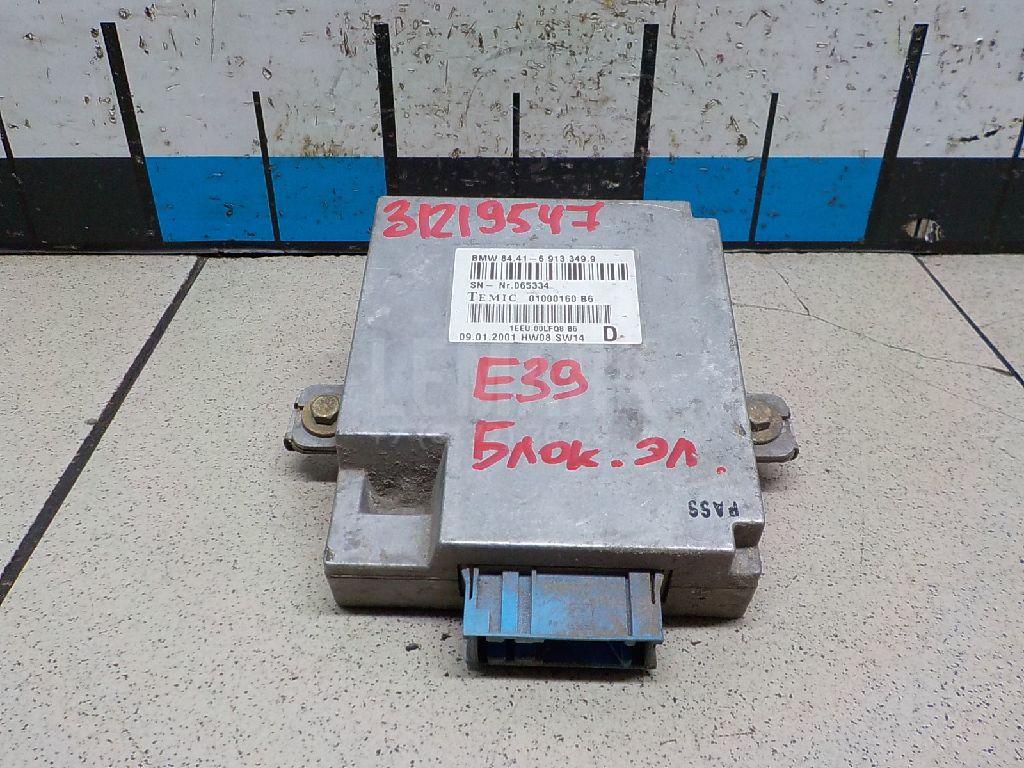 31219547
BMW 84.41-6 913 349.9
SN- Nr.065334
TEMIC 01000160 B6
1EEU 00LFQ8 B6
09.01.2001 HW08 SW14 D
E39
Блок. эл.
PASS